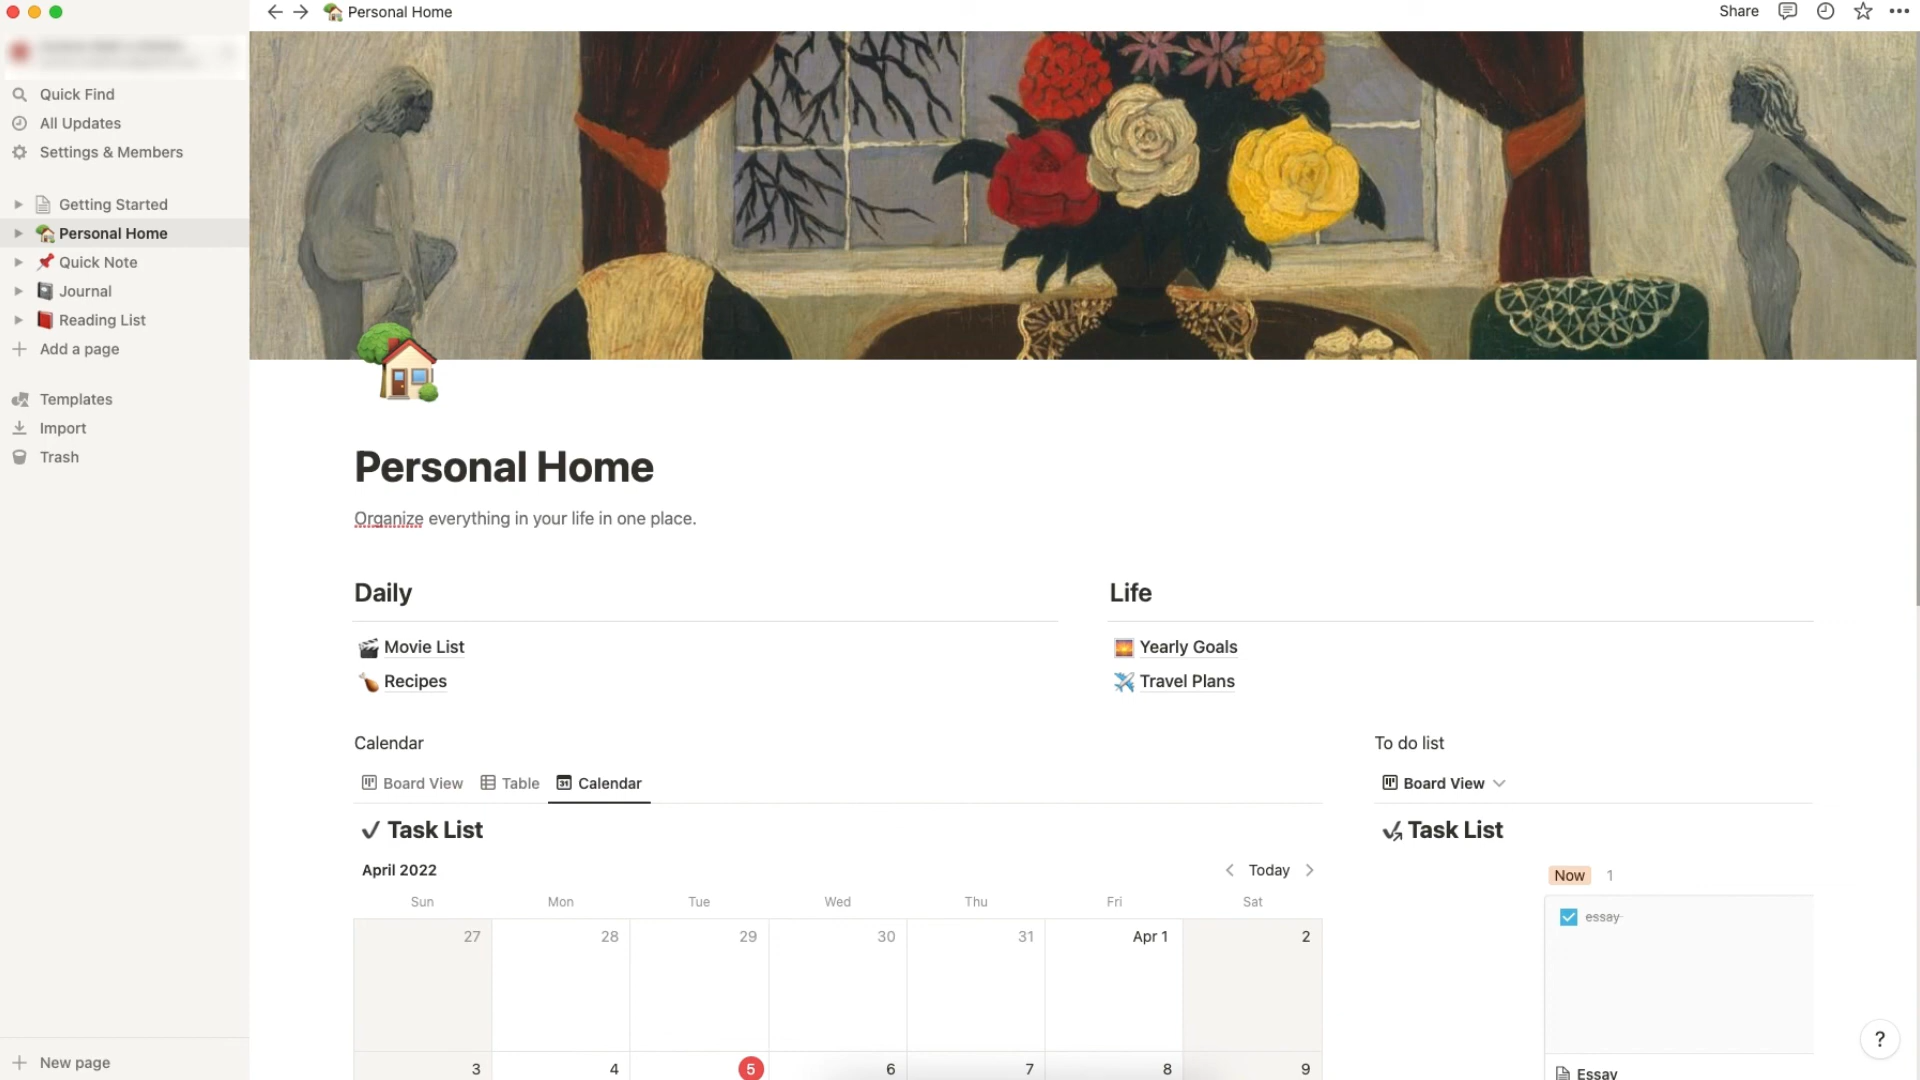 Personal Home
Share
Quick Find
All Updates
Settings & Members
Getting Started
Personal Home
Quick Note
Journal
Reading List
Add a page
Templates
Import
Trash
New page
Personal Home
Organize everything in your life in one place.
Daily
Movie List
Recipes
Life
Yearly Goals
Travel Plans
Calendar
Board View Table Calendar
Task List
April 2022
Today
Sun Mon Tue Wed Thu Fri Sat
27 28 29 30 31 Apr 1 2
3 4 5 6 7 8 9
To do list
Board View
Task List
Now 1
essay
Essay
?